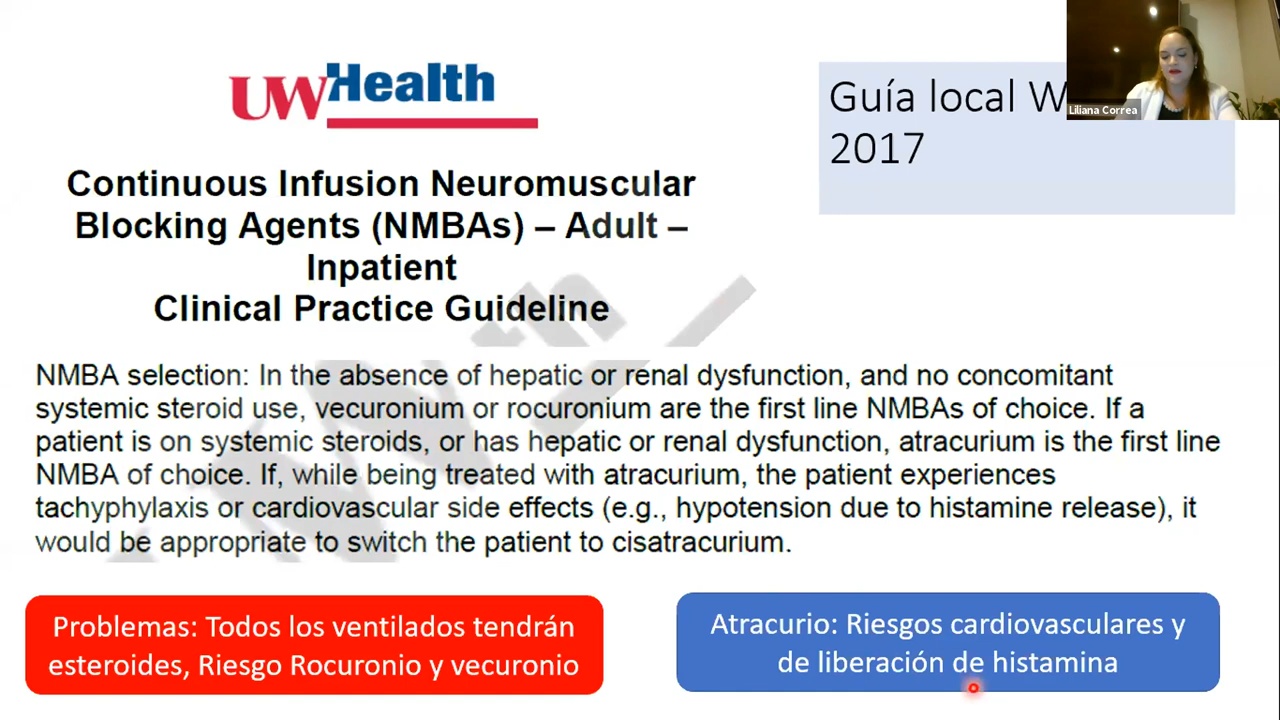 UWHealth
Guía local W
2017
Liliana Correa
Continuous Infusion Neuromuscular
Blocking Agents (NMBAs) – Adult –
Inpatient
Clinical Practice Guideline
NMBA selection: In the absence of hepatic or renal dysfunction, and no concomitant
systemic steroid use, vecuronium or rocuronium are the first line NMBAs of choice. If a
patient is on systemic steroids, or has hepatic or renal dysfunction, atracurium is the first line
NMBA of choice. If, while being treated with atracurium, the patient experiences
tachyphylaxis or cardiovascular side effects (e.g., hypotension due to histamine release), it
would be appropriate to switch the patient to cisatracurium.
Problemas: Todos los ventilados tendrán
esteroides, Riesgo Rocuronio y vecuronio
Atracurio: Riesgos cardiovasculares y
de liberación de histamina